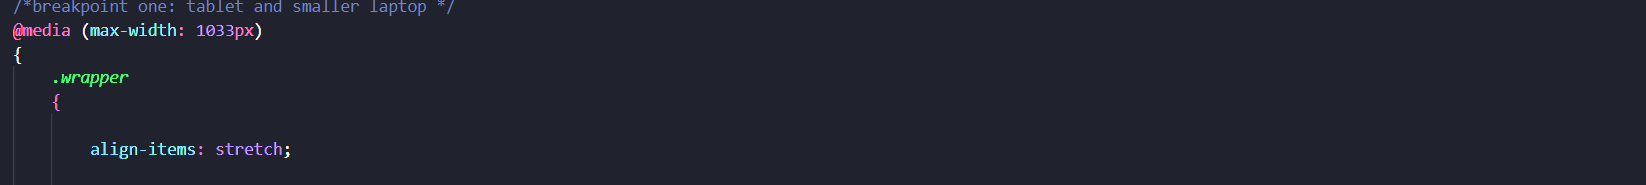 /*breakpoint one: tablet and smaller laptop */
@media (max-width: 1033px)
{
.wrapper
{
align-items: stretch;